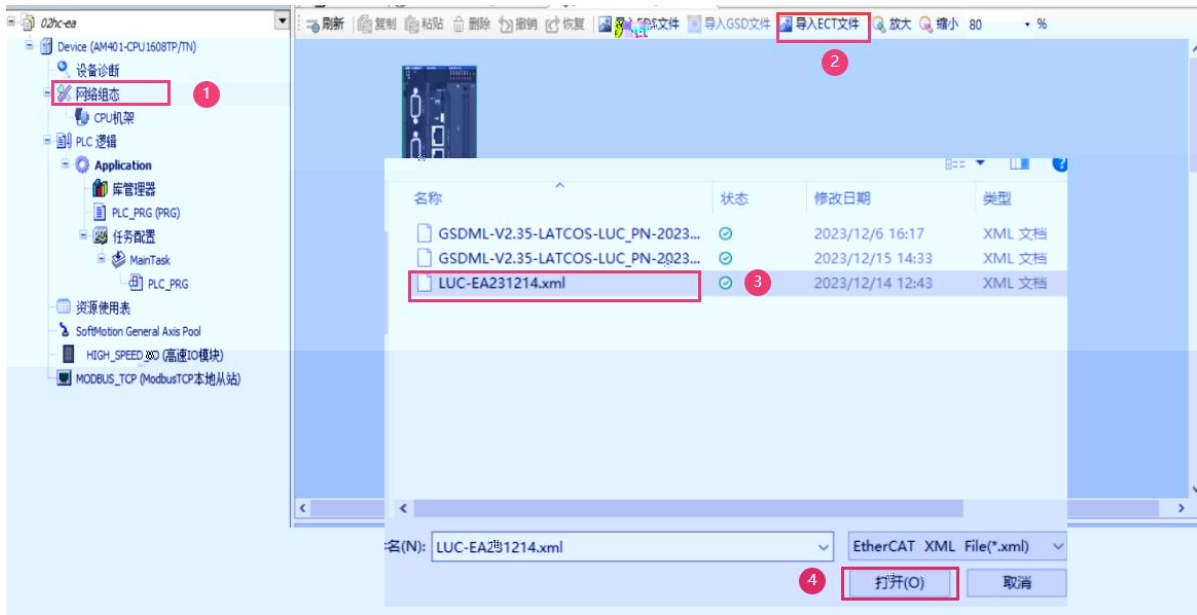 02hc-ea
Device (AM401-CPU1608TP/TN)
设备诊断
网络组态
1
CPU机架
PLC 逻辑
Application
库管理器
PLC_PRG (PRG)
任务配置
MainTask
PLC_PRG
资源使用表
SoftMotion General Axis Pool
HIGH_SPEED_IO (高速IO模块)
MODBUS_TCP (ModbusTCP本地从站)
刷新 复制 粘贴 删除 撤销 恢复 文件 导入GSD文件 导入ECT文件 放大 缩小 80 %
2
名称 状态 修改日期 类型
GSDML-V2.35-LATCOS-LUC_PN-2023... 2023/12/6 16:17 XML 文档
GSDML-V2.35-LATCOS-LUC_PN-2023... 2023/12/15 14:33 XML 文档
LUC-EA231214.xml 3 2023/12/14 12:43 XML 文档
名(N): LUC-EA231214.xml EtherCAT XML File(*.xml)
4 打开(O) 取消